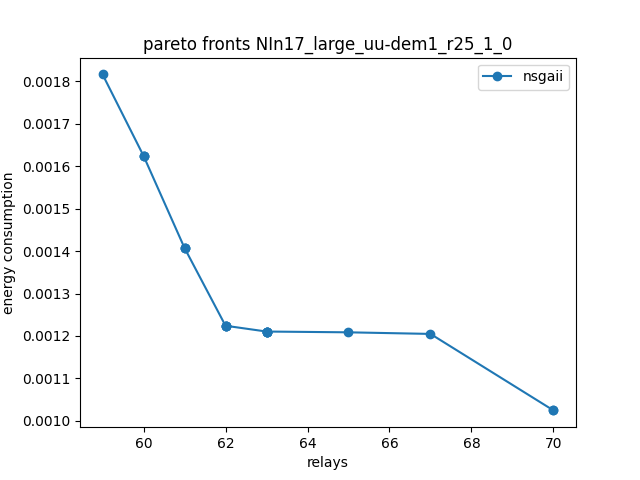 pareto fronts NIn17_large_uu-dem1_r25_1_0
nsgaii
energy consumption
0.0018
0.0017
0.0016
0.0015
0.0014
0.0013
0.0012
0.0011
0.0010
60 62 64 66 68 70
relays